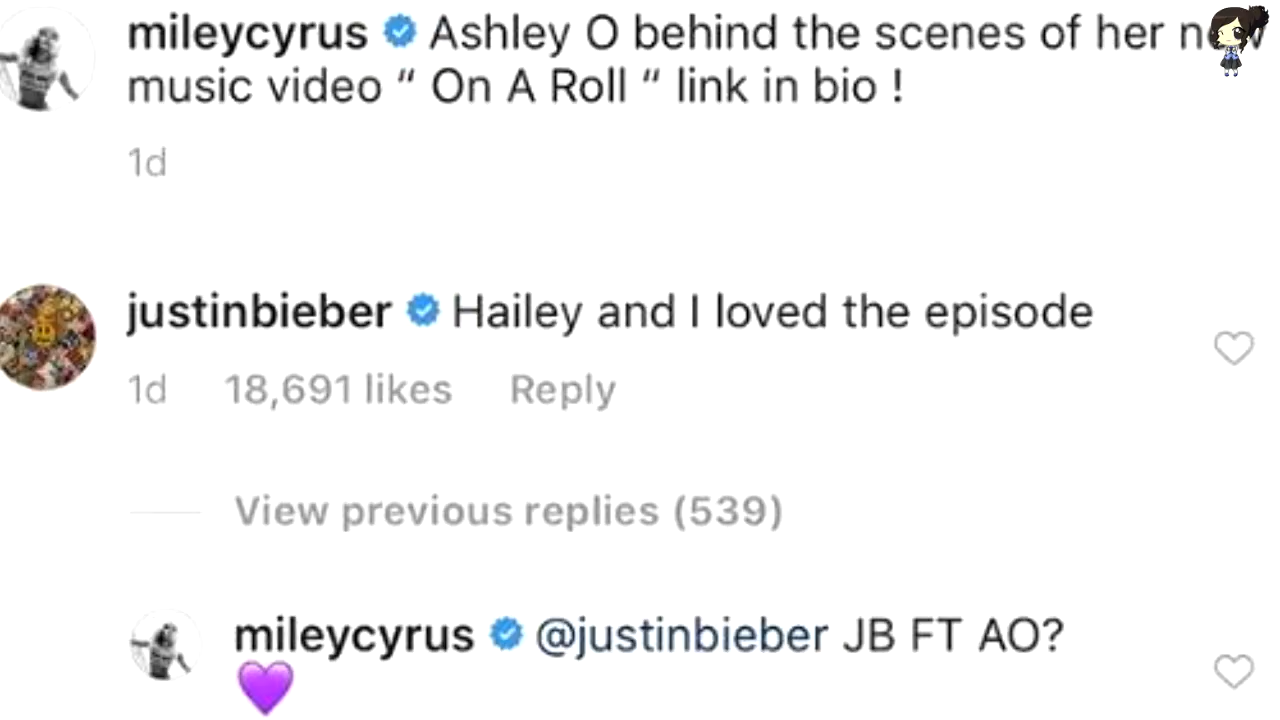 mileycyrus Ashley O behind the scenes of her new
music video “ On A Roll “ link in bio !
1d
justinbieber Hailey and I loved the episode
1d 18,691 likes Reply
View previous replies (539)
mileycyrus @justinbieber JB FT AO?
💜